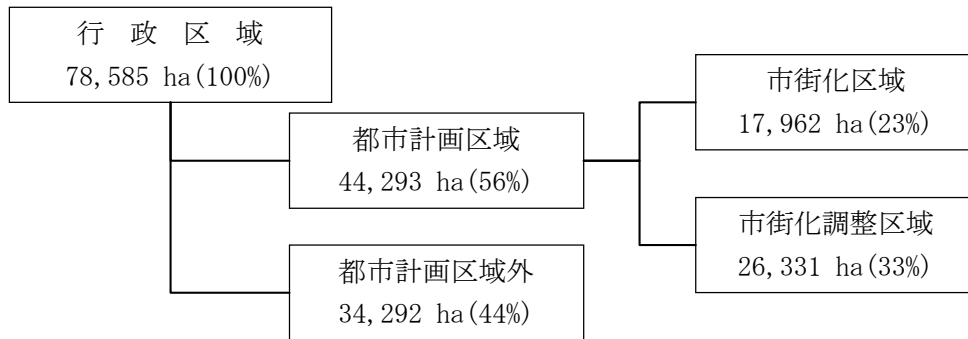 行 政 区 域
78,585 ha(100%)
都市計画区域
44,293 ha(56%)
都市計画区域外
34,292 ha(44%)
市街化区域
17,962 ha(23%)
市街化調整区域
26,331 ha(33%)